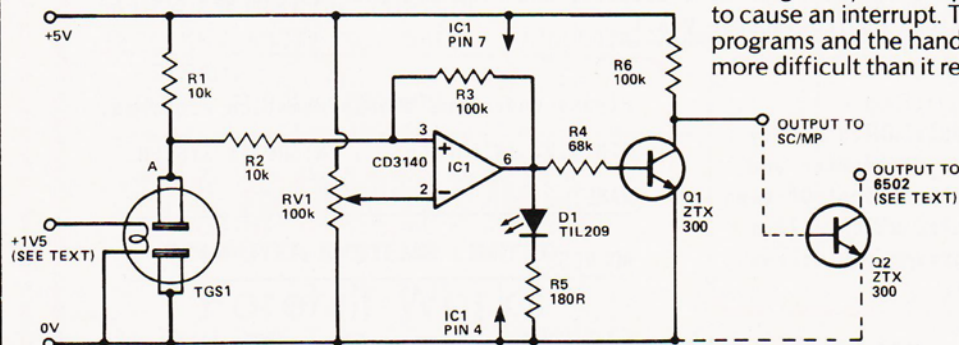 +5V
R1
10k
IC1
PIN 7
R3
100k
R6
100k
to cause an interrupt. T
programs and the hand
more difficult than it re
OUTPUT TO
SC/MP
A
R2
10k
3
CD3140
IC1
2
6
R4
68k
RV1
100k
+1V5
(SEE TEXT)
TGS1
D1
TIL209
Q1
ZTX
300
OUTPUT TO
6502
(SEE TEXT)
Q2
ZTX
300
R5
180R
IC1
PIN 4
0V